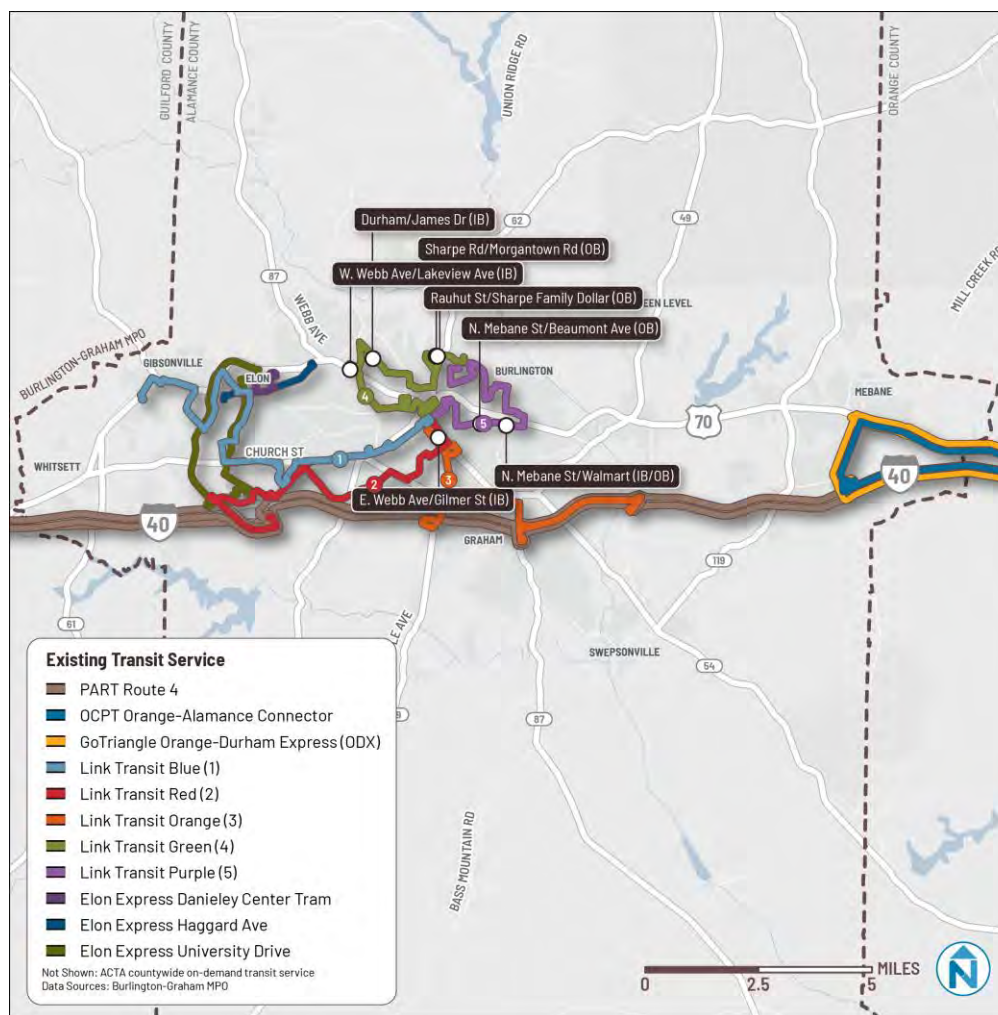 GUILFORD COUNTY
ALAMANCE COUNTY
UNION RIDGE RD
ORANGE COUNTY
MILL CREEK RD
Durham/James Dr (IB)
62
49
Sharpe Rd/Morgantown Rd (OB)
W. Webb Ave/Lakeview Ave (IB)
87
WEBB AVE
Rauhut St/Sharpe Family Dollar (OB)
LEVEL
N. Mebane St/Beaumont Ave (OB)
BURLINGTON-GRAHAM MPO
GIBSONVILLE
ELON
BURLINGTON
MEBANE
4
5
70
CHURCH ST
1
WHITSETT
2
3
N. Mebane St/Walmart (IB/OB)
40
E. Webb Ave/Gilmer St (IB)
40
GRAHAM
119
61
AVE
SWEPSONVILLE
54
87
BASS MOUNTAIN RD
Existing Transit Service
PART Route 4
OCPT Orange-Alamance Connector
GoTriangle Orange-Durham Express (ODX)
Link Transit Blue (1)
Link Transit Red (2)
Link Transit Orange (3)
Link Transit Green (4)
Link Transit Purple (5)
Elon Express Danieley Center Tram
Elon Express Haggard Ave
Elon Express University Drive
Not Shown: ACTA countywide on-demand transit service
Data Sources: Burlington-Graham MPO
MILES
0 2.5 5
N